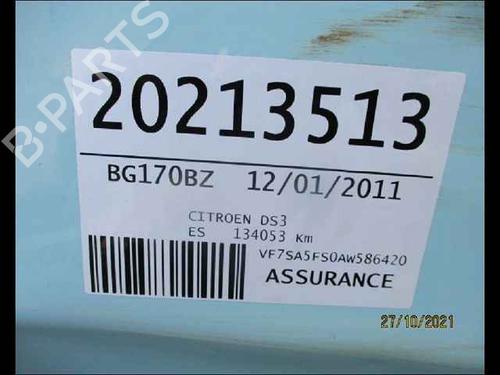 B-PARTS
20213513
BG170BZ 12/01/2011
CITROEN DS3
ES 134053 Km
VF7SA5FS0AW586420
ASSURANCE
27/10/2021